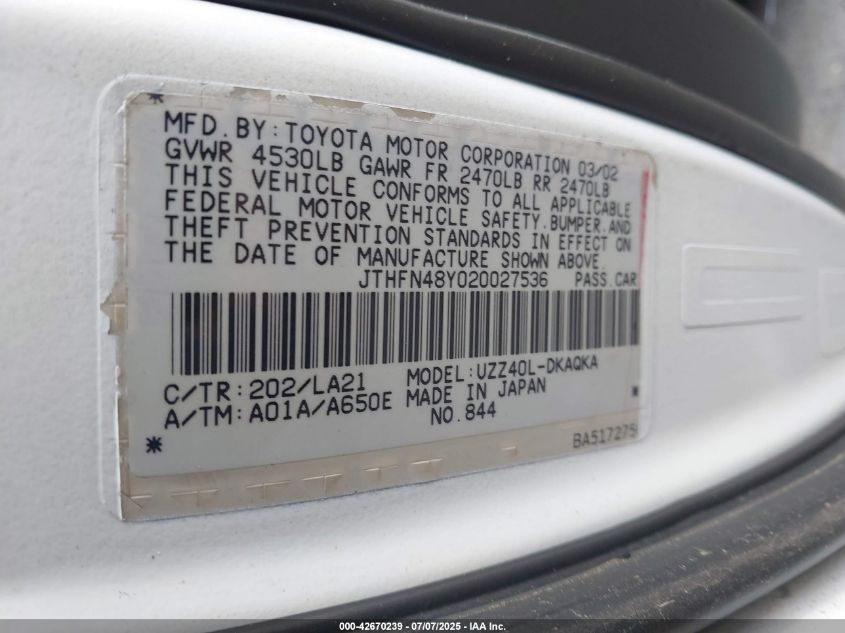 MFD.BY:TOYOTA MOTOR CORPORATION 03/02
GVWR 4530LB GAWR FR 2470LB RR 2470LB
THIS VEHICLE CONFORMS TO ALL APPLICABLE
FEDERAL MOTOR VEHICLE SAFETY.BUMPER.AND
THEFT PREVENTION STANDARDS IN EFFECT ON
THE DATE OF MANUFACTURE SHOWN ABOVE.
JTHFN48Y020027536 PASS.CAR
C/TR:202/LA21 MODEL:UZZ40L-DKAQKA
A/TM:A01A/A650E MADE IN JAPAN
NO.844
BA517275
000-42670239 - 07/07/2025 - IAA Inc.